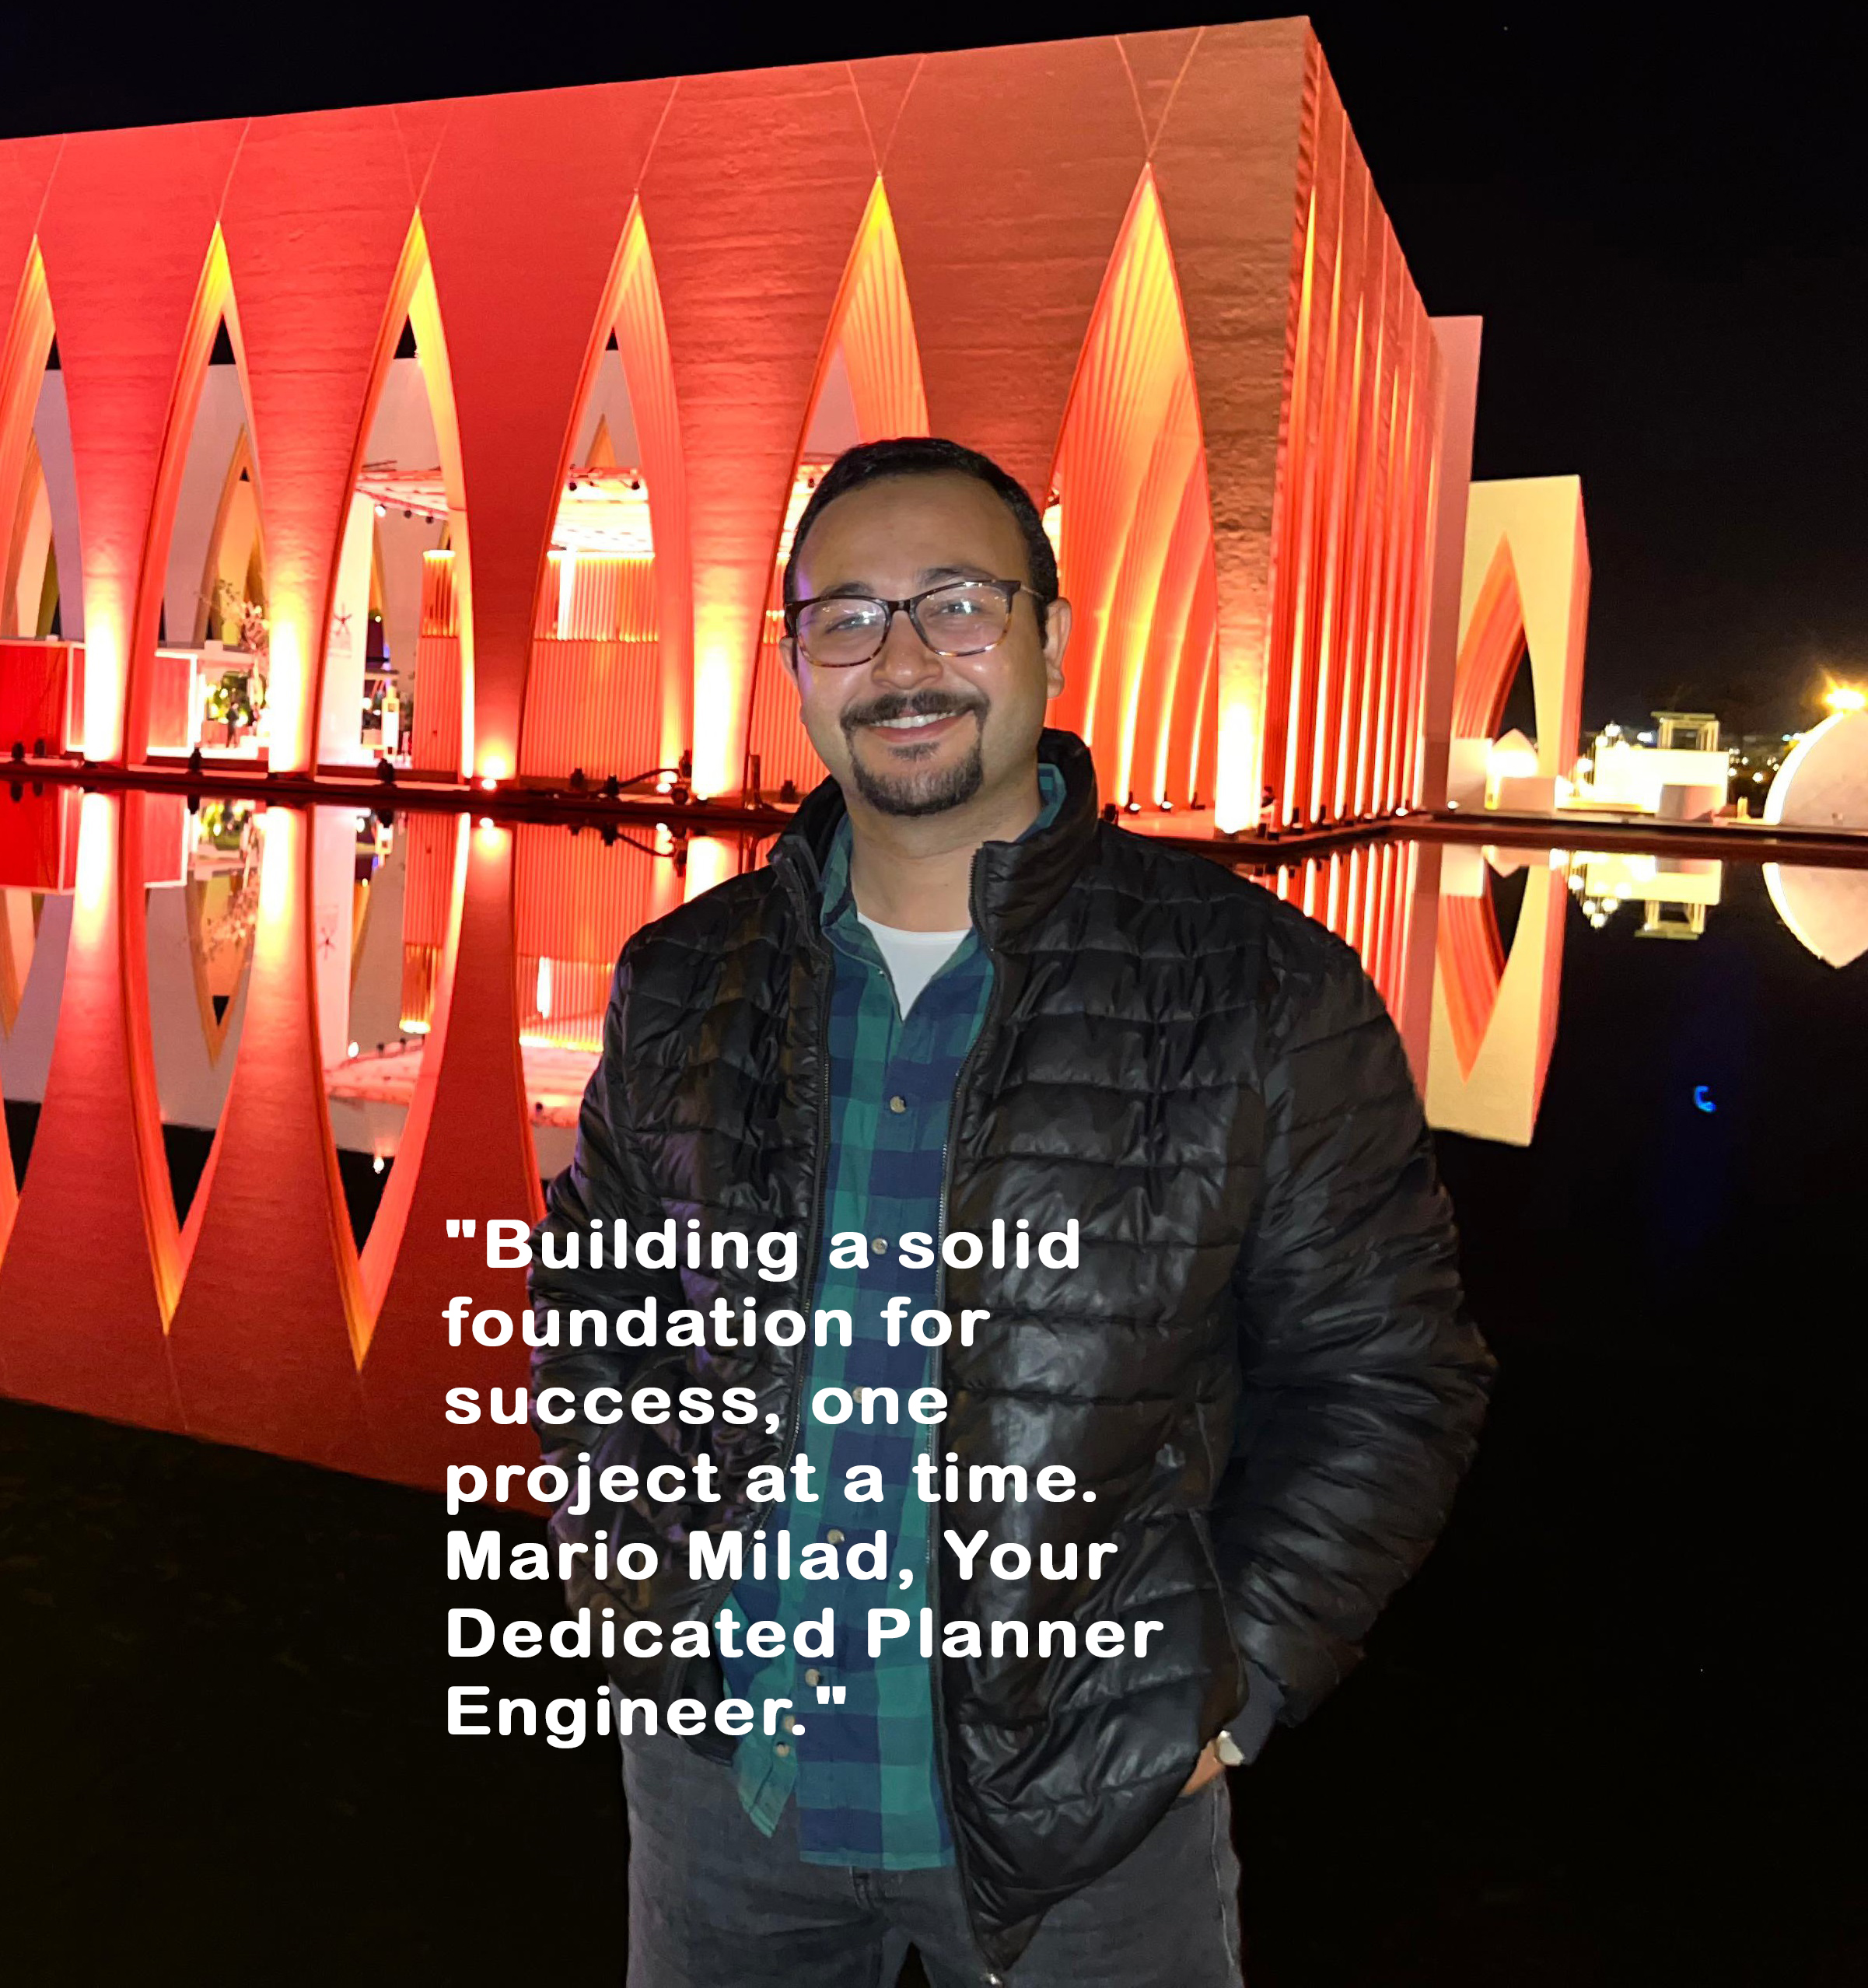 "Building a solid
foundation for
success, one
project at a time.
Mario Milad, Your
Dedicated Planner
Engineer."